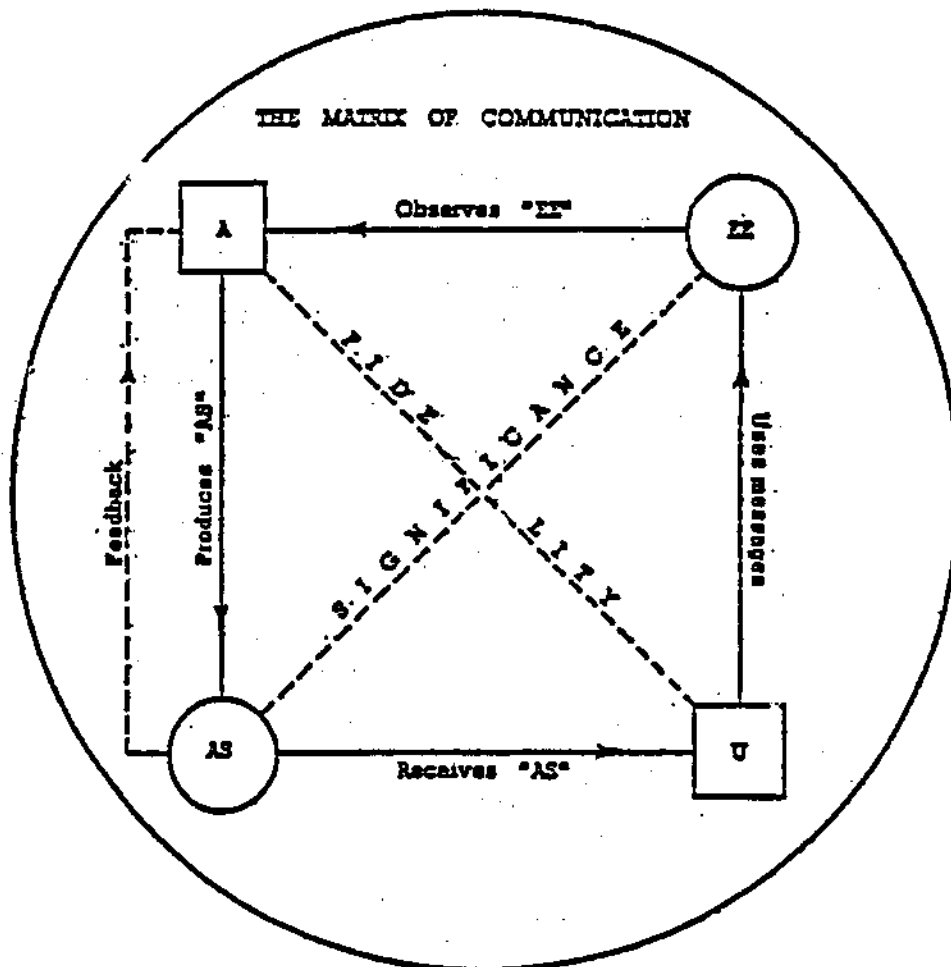 THE MATRIX OF COMMUNICATION
A
Observes "EE"
EE
FIDELITY
SIGNIFICANCE
Feedback
Produces "AS"
Uses messages
AS
Receives "AS"
U